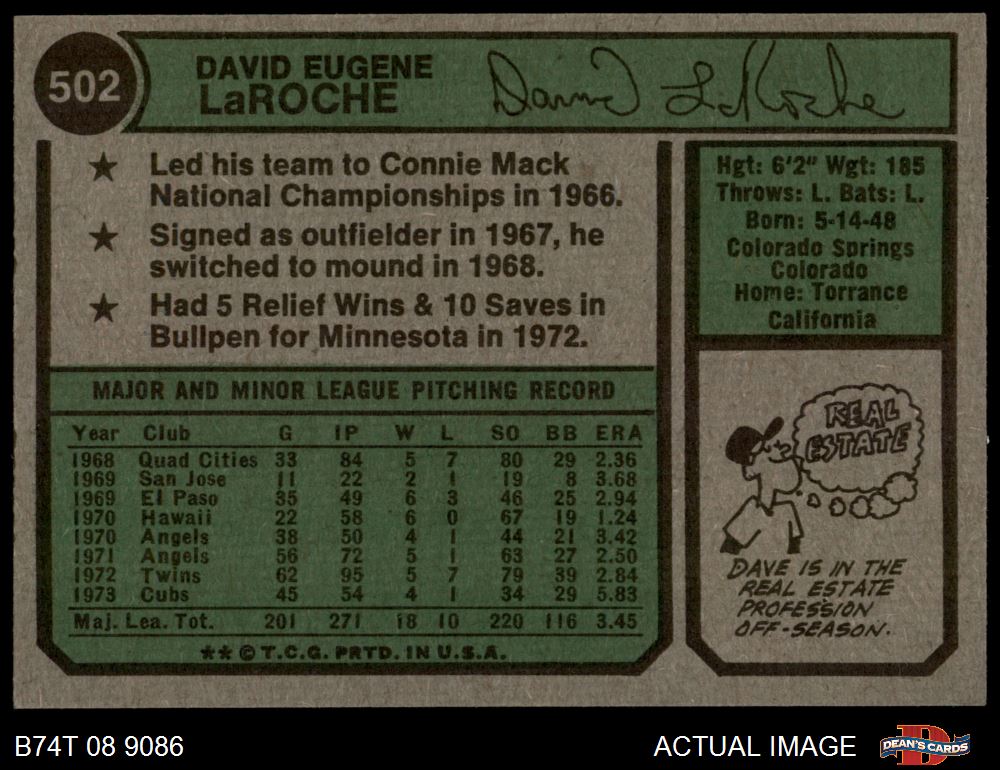 502
DAVID EUGENE
LaROCHE
David LaRoche
★ Led his team to Connie Mack
National Championships in 1966.
★ Signed as outfielder in 1967, he
switched to mound in 1968.
★ Had 5 Relief Wins & 10 Saves in
Bullpen for Minnesota in 1972.
Hgt: 6'2" Wgt: 185
Throws: L. Bats: L.
Born: 5-14-48
Colorado Springs
Colorado
Home: Torrance
California
MAJOR AND MINOR LEAGUE PITCHING RECORD
Year Club G IP W L SO BB ERA
1968 Quad Cities 33 84 5 7 80 29 2.36
1969 San Jose 11 22 2 1 19 8 3.68
1969 El Paso 35 49 6 3 46 25 2.94
1970 Hawaii 22 58 6 0 67 19 1.24
1970 Angels 38 50 4 1 44 21 3.42
1971 Angels 56 72 5 1 63 27 2.50
1972 Twins 62 95 5 7 79 39 2.84
1973 Cubs 45 54 4 1 34 29 5.83
Maj. Lea. Tot. 201 271 18 10 220 116 3.45
** © T.C.G. PRTD. IN U.S.A.
REAL
ESTATE
DAVE IS IN THE
REAL ESTATE
PROFESSION
OFF-SEASON.
B74T 08 9086
ACTUAL IMAGE
D
DEAN'S CARDS